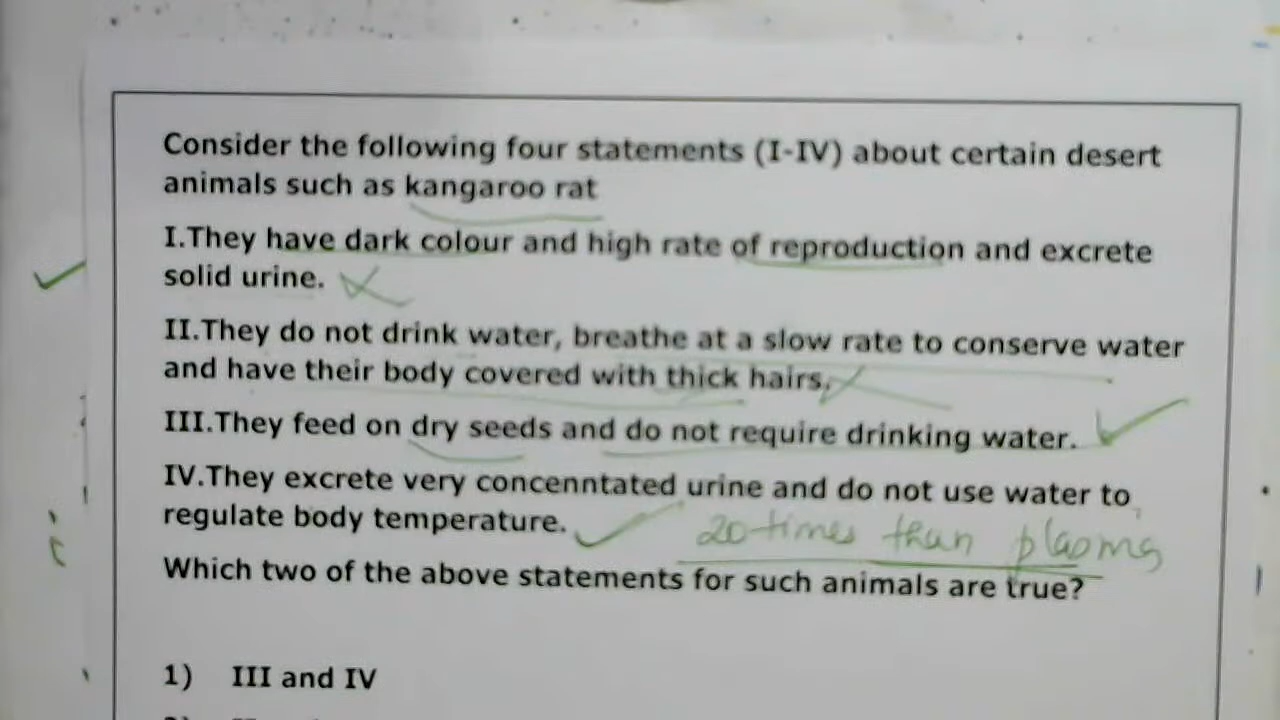 Consider the following four statements (I-IV) about certain desert
animals such as kangaroo rat
I.They have dark colour and high rate of reproduction and excrete
solid urine.
II.They do not drink water, breathe at a slow rate to conserve water
and have their body covered with thick hairs.
III.They feed on dry seeds and do not require drinking water.
IV.They excrete very concenntated urine and do not use water to
regulate body temperature.
20 times than plasma
Which two of the above statements for such animals are true?
1) III and IV